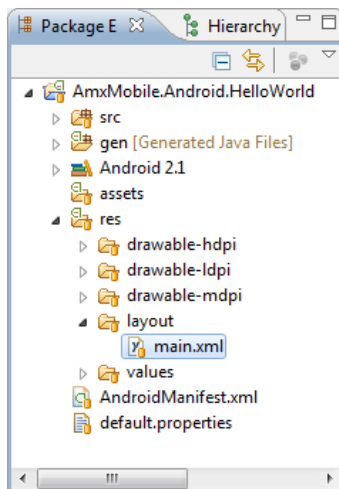 Package E Hierarchy
AmxMobile.Android.HelloWorld
src
gen [Generated Java Files]
Android 2.1
assets
res
drawable-hdpi
drawable-ldpi
drawable-mdpi
layout
main.xml
values
AndroidManifest.xml
default.properties